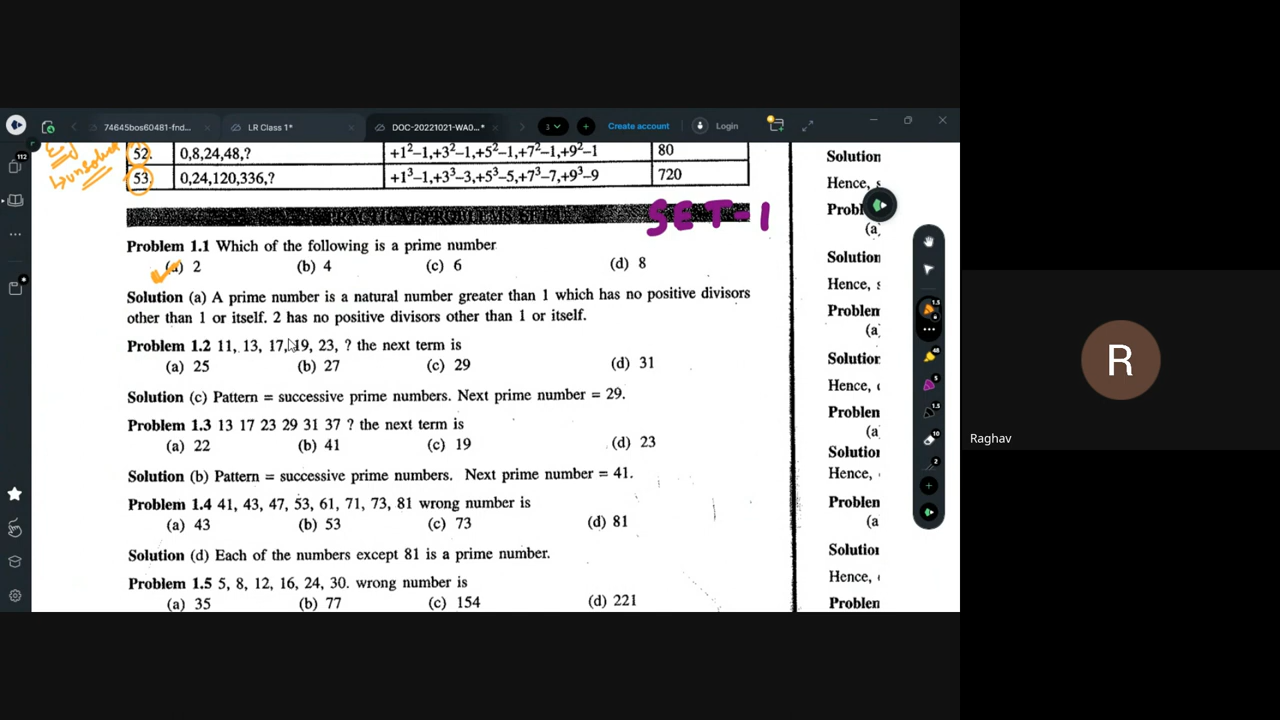 112
74645bos60481-fnd...
LR Class 1*
DOC-20221021-WA0...*
3
Create account
Login
unsolved
52. 0,8,24,48,? +1²–1,+3²–1,+5²–1,+7²–1,+9²–1 80
53 0,24,120,336,? +1³–1,+3³–3,+5³–5,+7³–7,+9³–9 720
SET-1
Problem 1.1 Which of the following is a prime number
(a) 2 (b) 4 (c) 6 (d) 8
Solution (a) A prime number is a natural number greater than 1 which has no positive divisors
other than 1 or itself. 2 has no positive divisors other than 1 or itself.
Problem 1.2 11, 13, 17, 19, 23, ? the next term is
(a) 25 (b) 27 (c) 29 (d) 31
Solution (c) Pattern = successive prime numbers. Next prime number = 29.
Problem 1.3 13 17 23 29 31 37 ? the next term is
(a) 22 (b) 41 (c) 19 (d) 23
Solution (b) Pattern = successive prime numbers. Next prime number = 41.
Problem 1.4 41, 43, 47, 53, 61, 71, 73, 81 wrong number is
(a) 43 (b) 53 (c) 73 (d) 81
Solution (d) Each of the numbers except 81 is a prime number.
Problem 1.5 5, 8, 12, 16, 24, 30. wrong number is
(a) 35 (b) 77 (c) 154 (d) 221
Solution
Hence,
(a)
Solution
Hence,
Problem
(a)
Solution
Hence,
Problem
(a)
Solution
Hence,
Problem
(a)
Solution
Hence,
Problem
R
Raghav